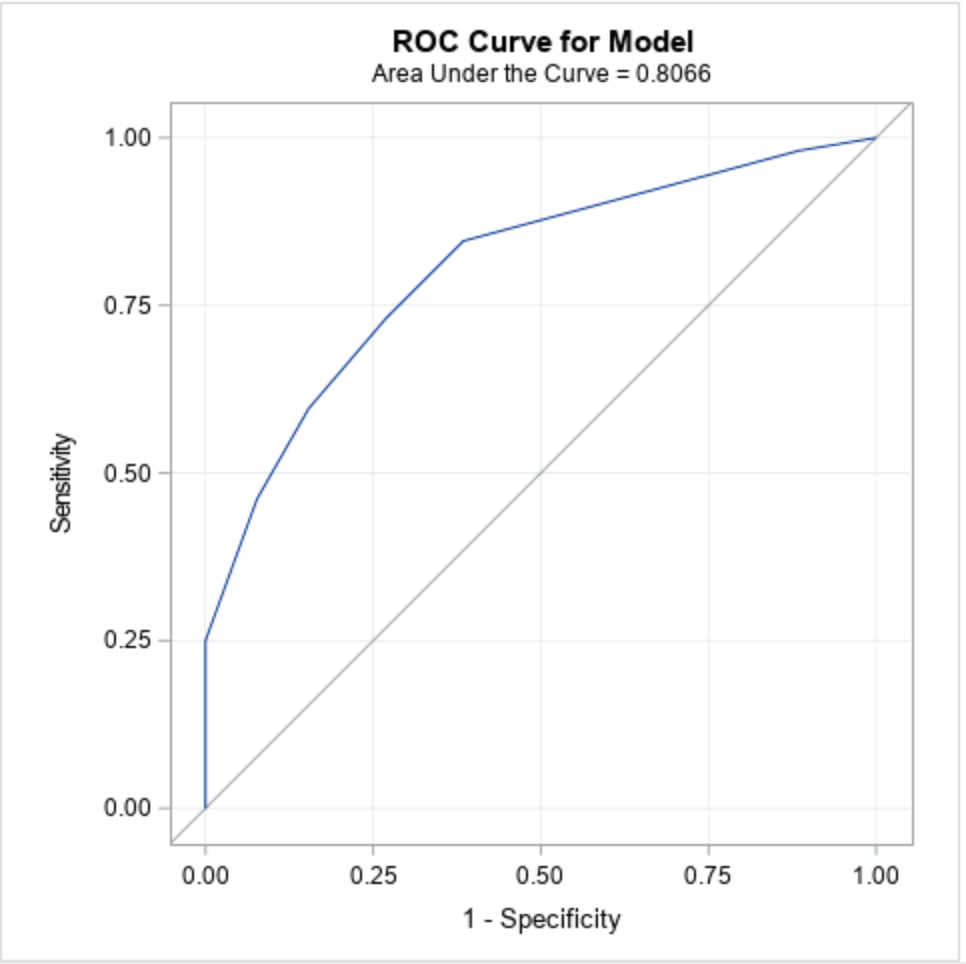 ROC Curve for Model
Area Under the Curve = 0.8066
1.00
0.75
0.50
0.25
0.00
Sensitivity
0.00 0.25 0.50 0.75 1.00
1 - Specificity